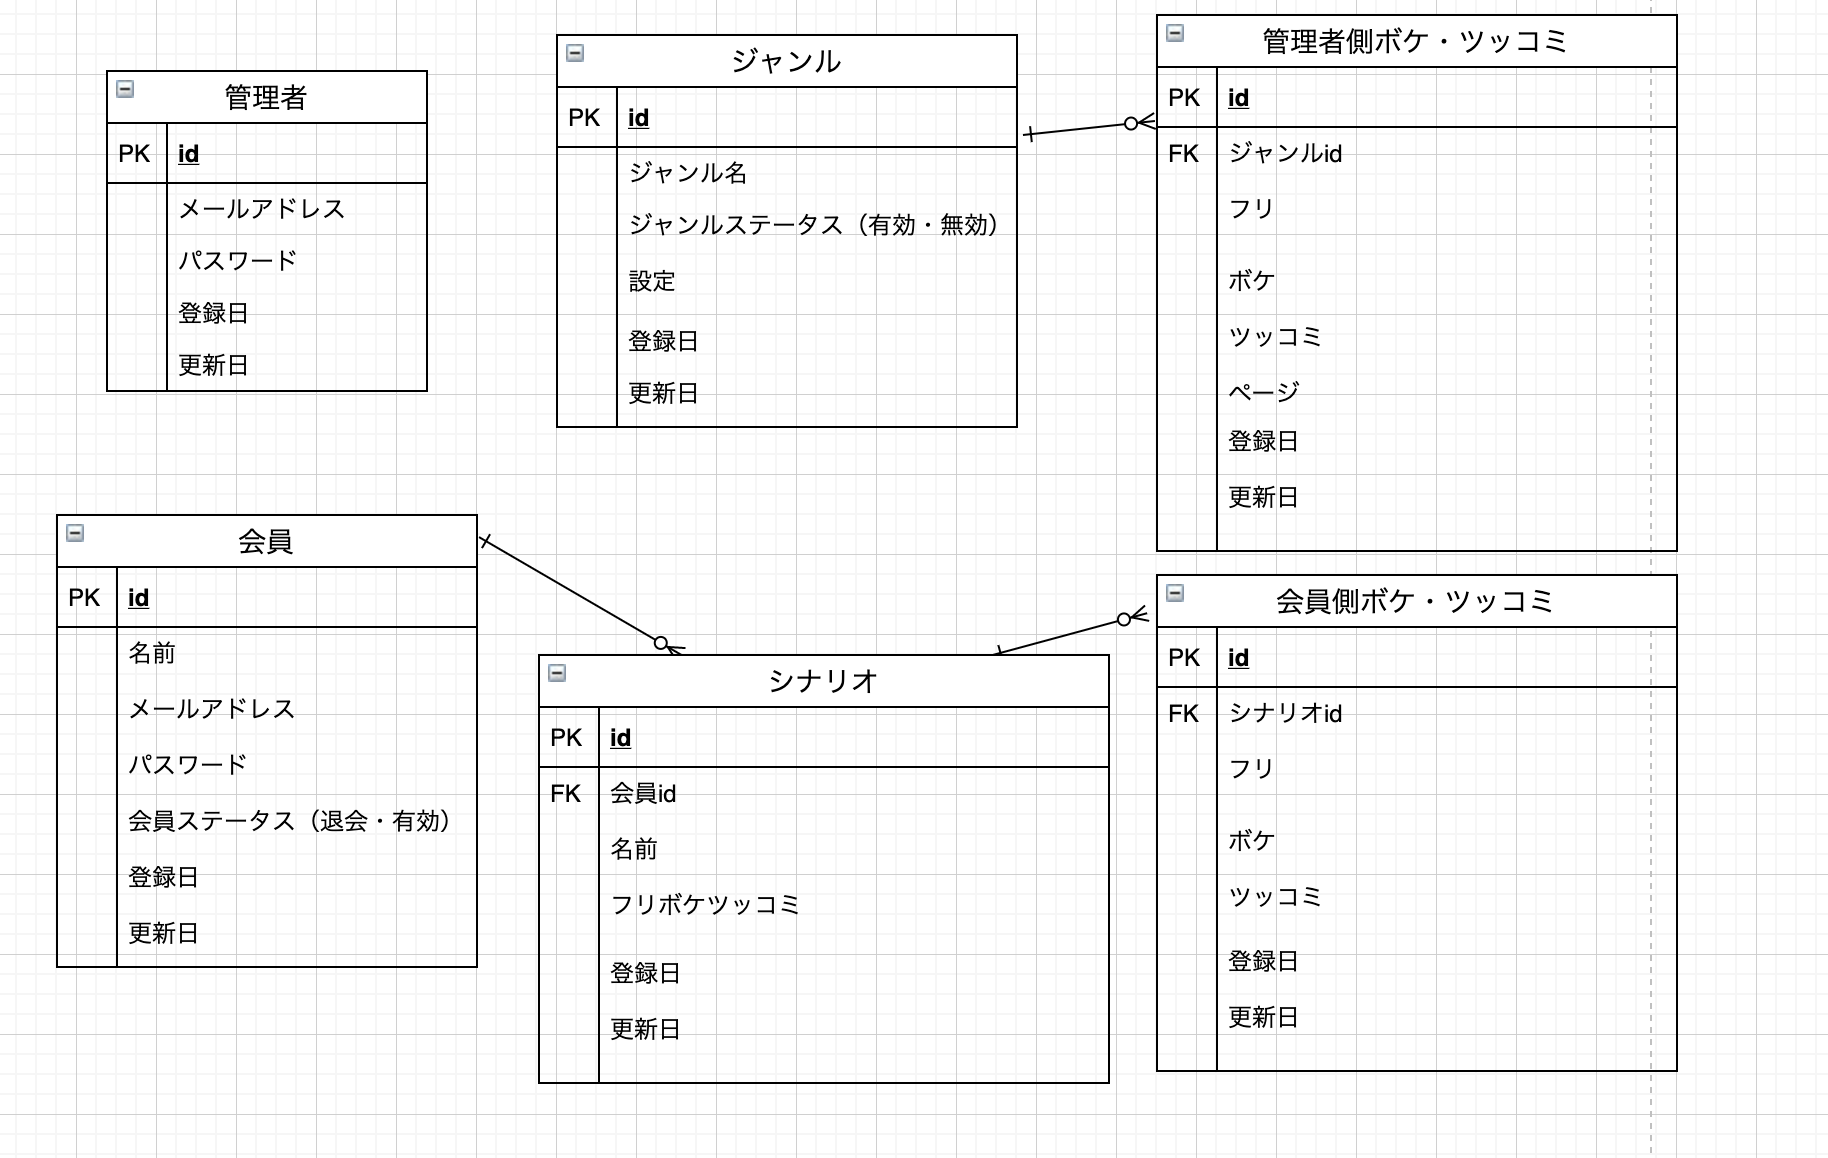 管理者
PK id
メールアドレス
パスワード
登録日
更新日
ジャンル
PK id
ジャンル名
ジャンルステータス（有効・無効）
設定
登録日
更新日
管理者側ボケ・ツッコミ
PK id
FK ジャンルid
フリ
ボケ
ツッコミ
ページ
登録日
更新日
会員
PK id
名前
メールアドレス
パスワード
会員ステータス（退会・有効）
登録日
更新日
シナリオ
PK id
FK 会員id
名前
フリボケツッコミ
登録日
更新日
会員側ボケ・ツッコミ
PK id
FK シナリオid
フリ
ボケ
ツッコミ
登録日
更新日